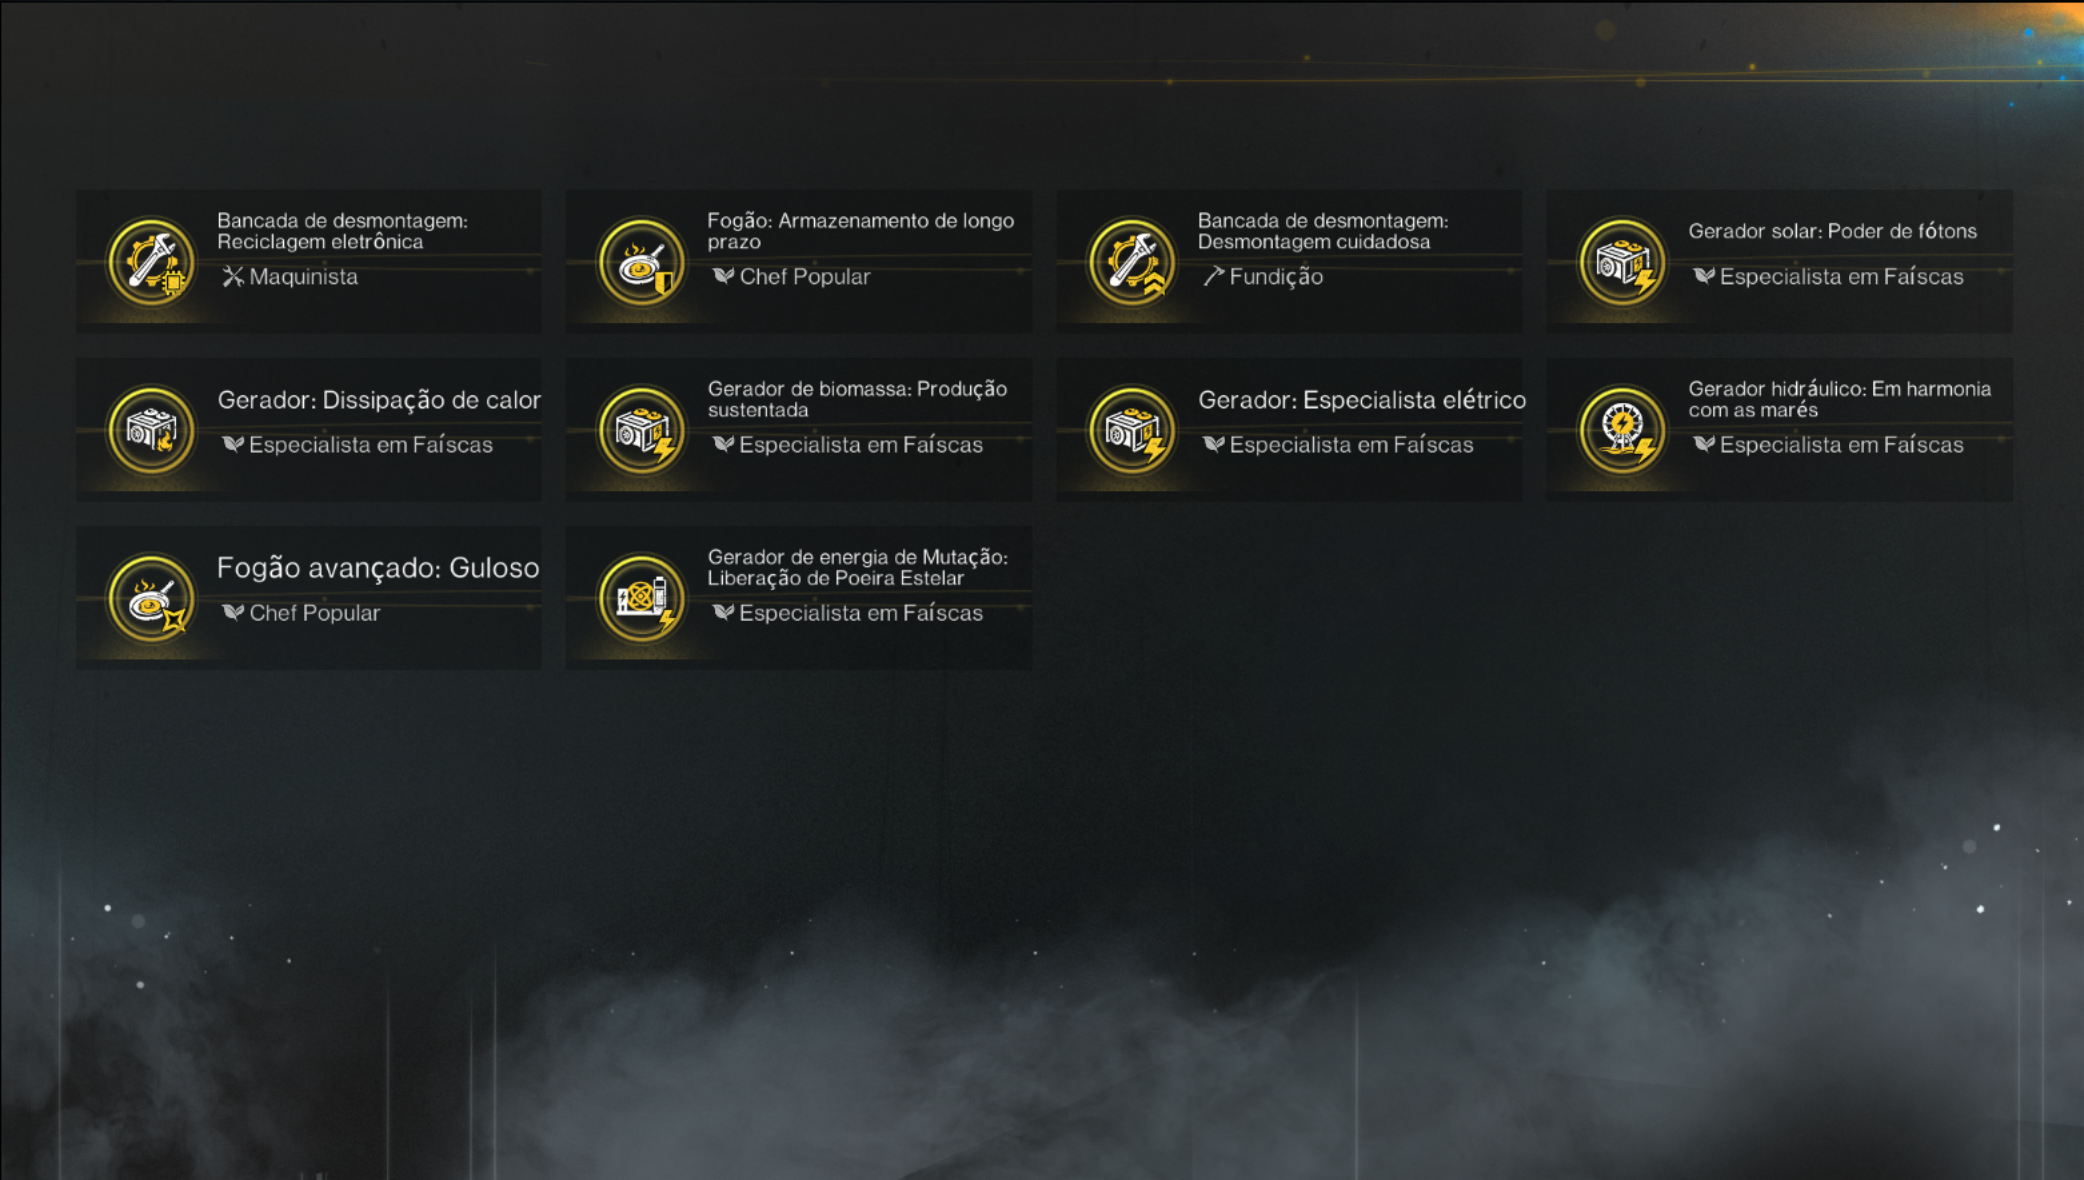 Bancada de desmontagem:
Reciclagem eletrônica
Maquinista
Fogão: Armazenamento de longo
prazo
Chef Popular
Bancada de desmontagem:
Desmontagem cuidadosa
Fundição
Gerador solar: Poder de fótons
Especialista em Faíscas
Gerador: Dissipação de calor
Especialista em Faíscas
Gerador de biomassa: Produção
sustentada
Especialista em Faíscas
Gerador: Especialista elétrico
Especialista em Faíscas
Gerador hidráulico: Em harmonia
com as marés
Especialista em Faíscas
Fogão avançado: Guloso
Chef Popular
Gerador de energia de Mutação:
Liberação de Poeira Estelar
Especialista em Faíscas